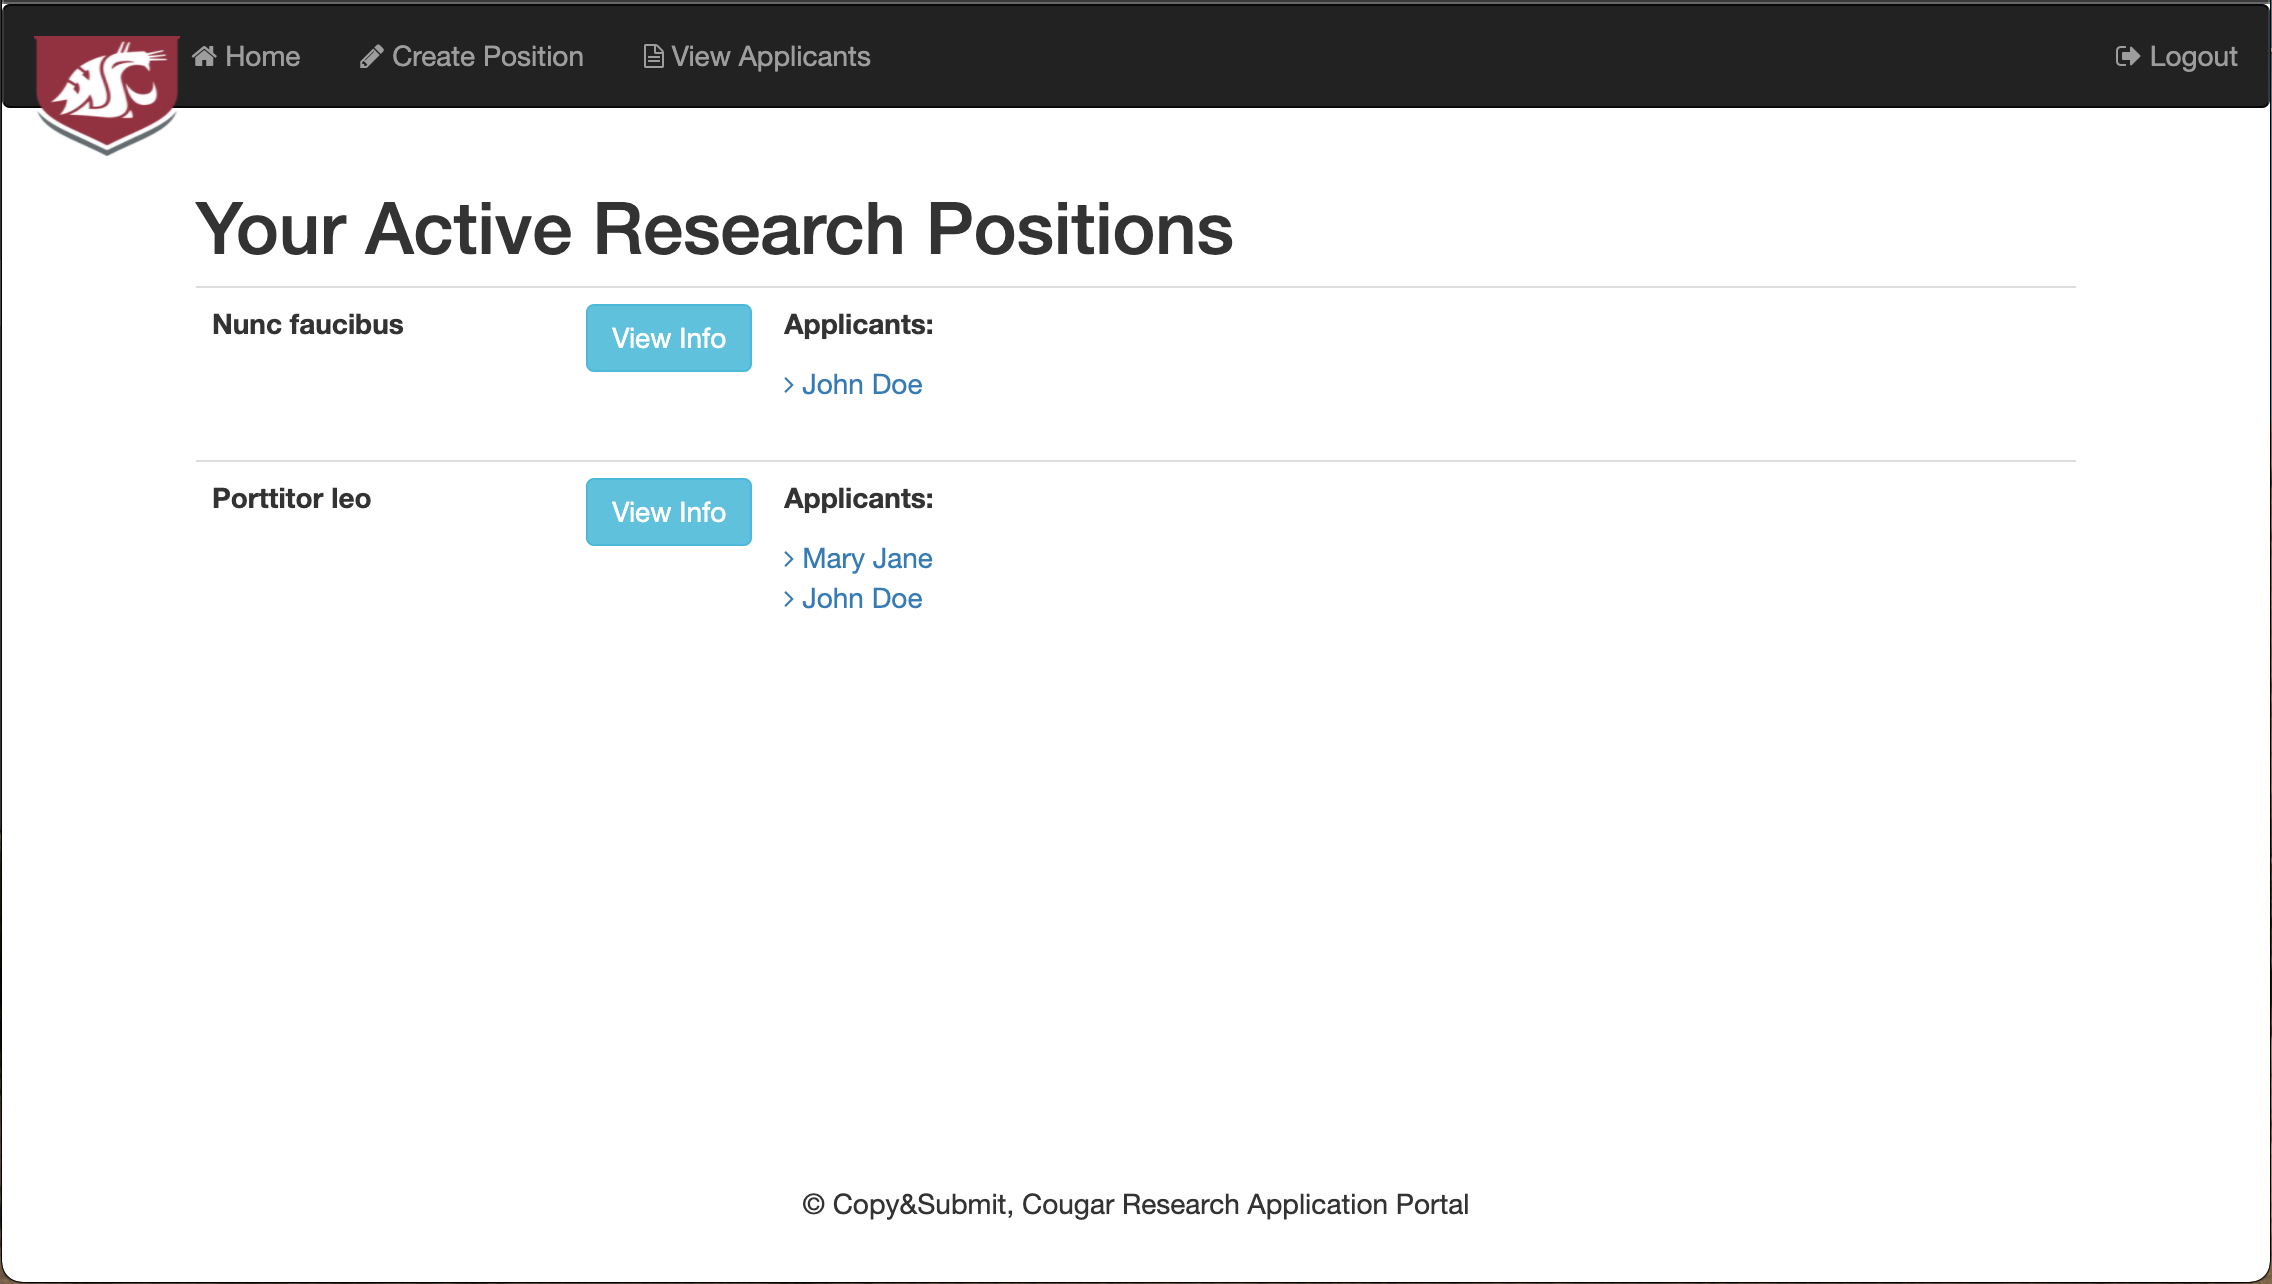 Home Create Position View Applicants Logout
Your Active Research Positions
Nunc faucibus View Info Applicants:
John Doe
Porttitor leo View Info Applicants:
Mary Jane
John Doe
© Copy&Submit, Cougar Research Application Portal